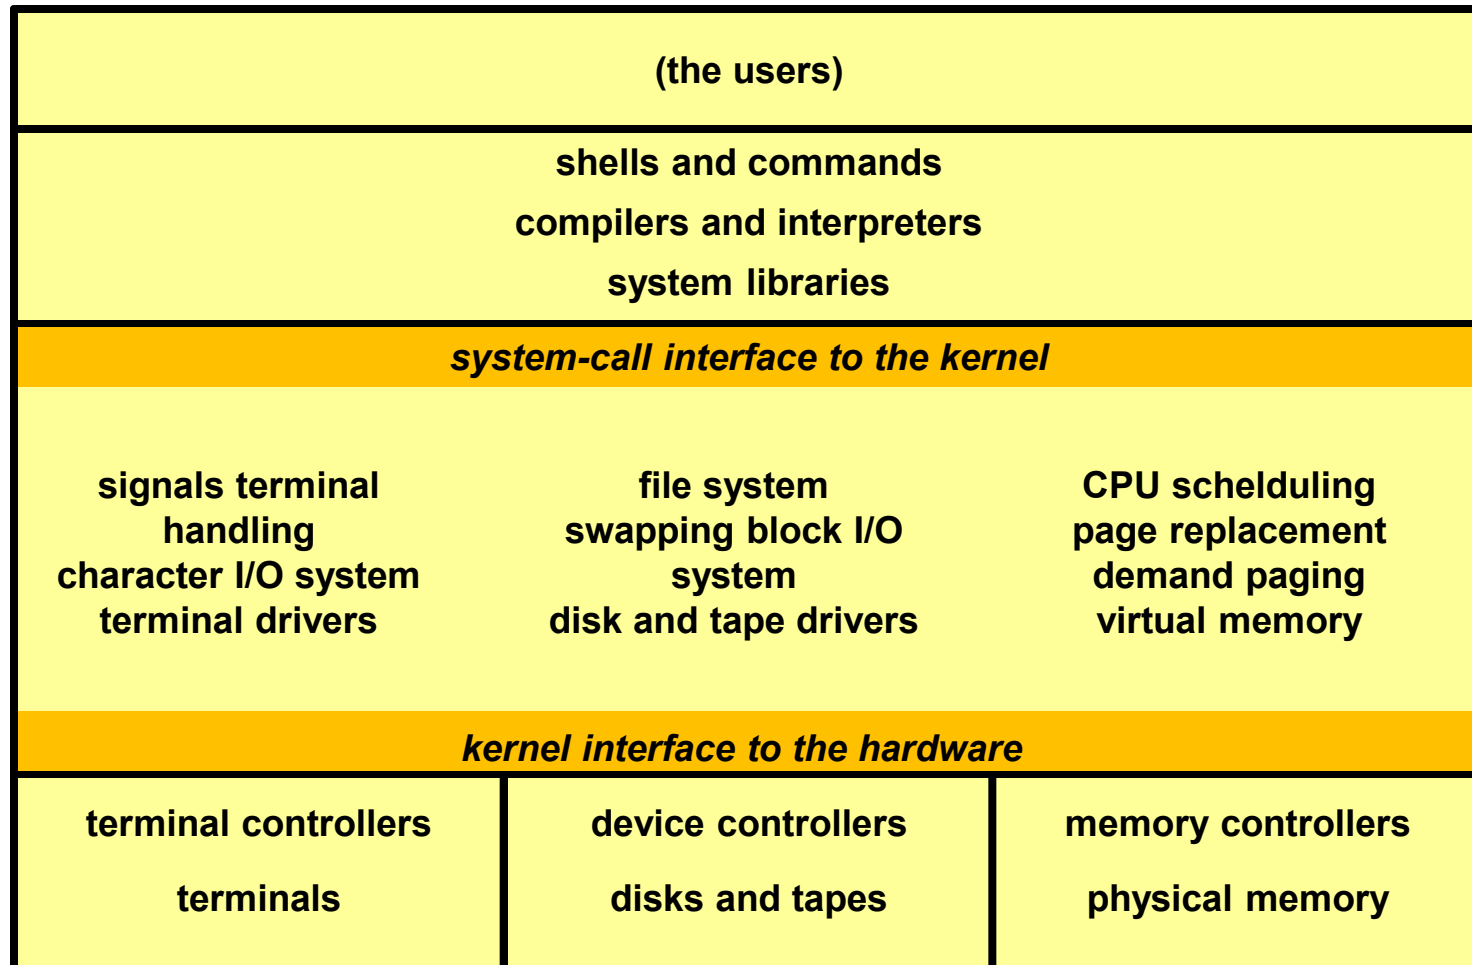 (the users)
shells and commands
compilers and interpreters
system libraries
system-call interface to the kernel
signals terminal
handling
character I/O system
terminal drivers
file system
swapping block I/O
system
disk and tape drivers
CPU schelduling
page replacement
demand paging
virtual memory
kernel interface to the hardware
terminal controllers
terminals
device controllers
disks and tapes
memory controllers
physical memory